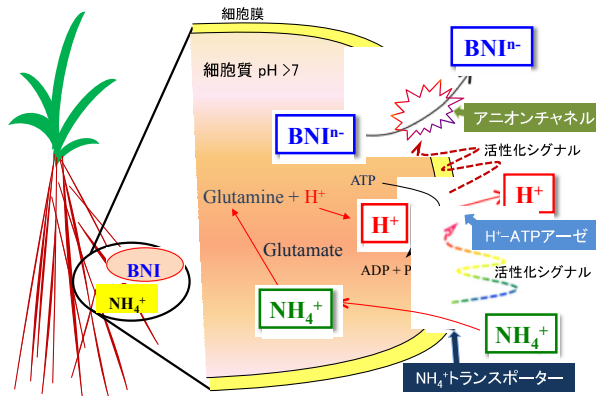 細胞膜
細胞質 pH >7
BNIⁿ⁻
BNIⁿ⁻
アニオンチャネル
活性化シグナル
ATP
Glutamine + H⁺
H⁺
H⁺
H⁺-ATPアーゼ
Glutamate
ADP + P
活性化シグナル
BNI
NH₄⁺
NH₄⁺
NH₄⁺
NH₄⁺トランスポーター